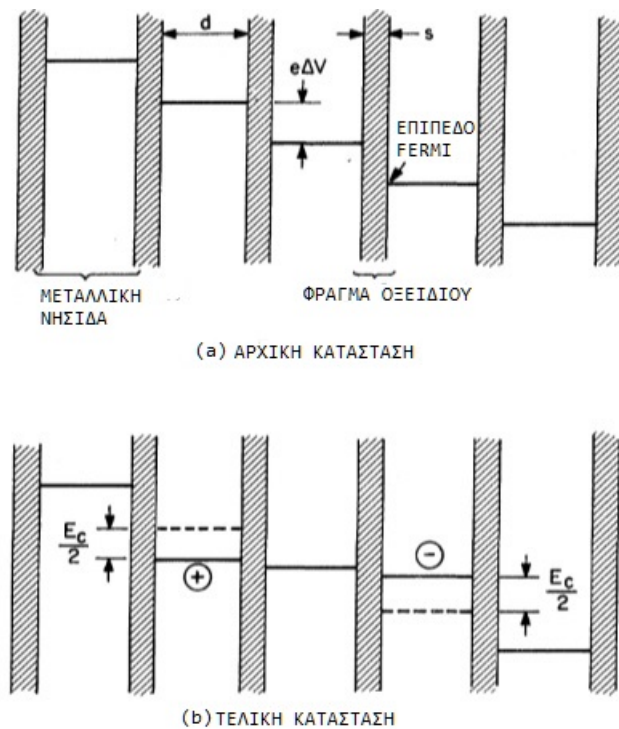 d
s
eΔV
ΕΠΙΠΕΔΟ
FERMI
ΜΕΤΑΛΛΙΚΗ
ΝΗΣΙΔΑ
ΦΡΑΓΜΑ ΟΞΕΙΔΙΟΥ
(a) ΑΡΧΙΚΗ ΚΑΤΑΣΤΑΣΗ
E_c
2
+
−
E_c
2
(b) ΤΕΛΙΚΗ ΚΑΤΑΣΤΑΣΗ